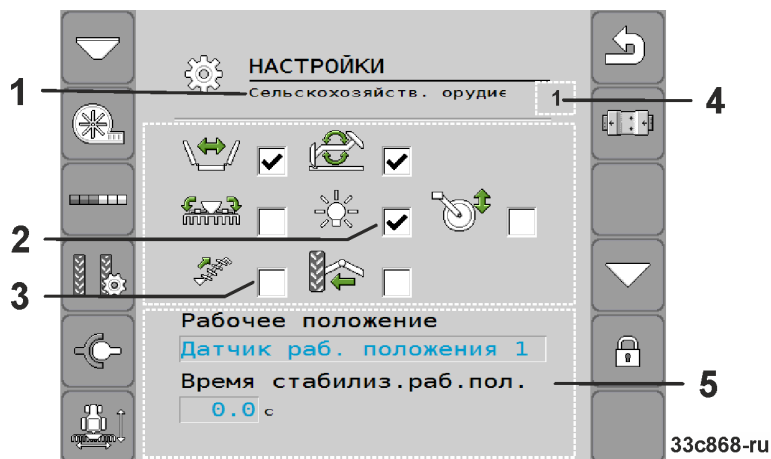 НАСТРОЙКИ
1
Сельскохозяйств. орудие
1
4
2
3
Рабочее положение
Датчик раб. положения 1
Время стабилиз.раб.пол.
5
0.0 с
33c868-ru